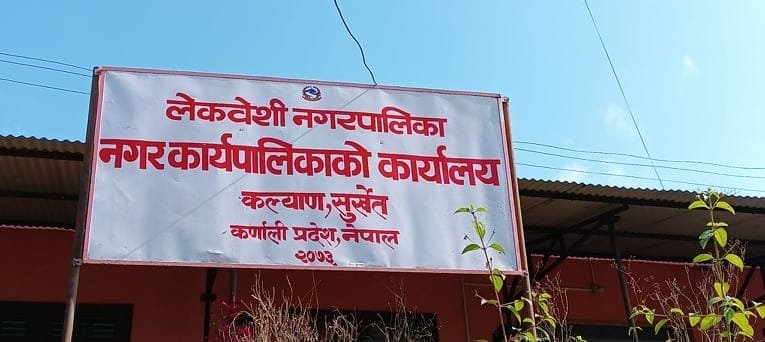 लेकवेशी नगरपालिका
नगर कार्यपालिकाको कार्यालय
कल्याण, सुर्खेत
कर्णाली प्रदेश, नेपाल
२०७३